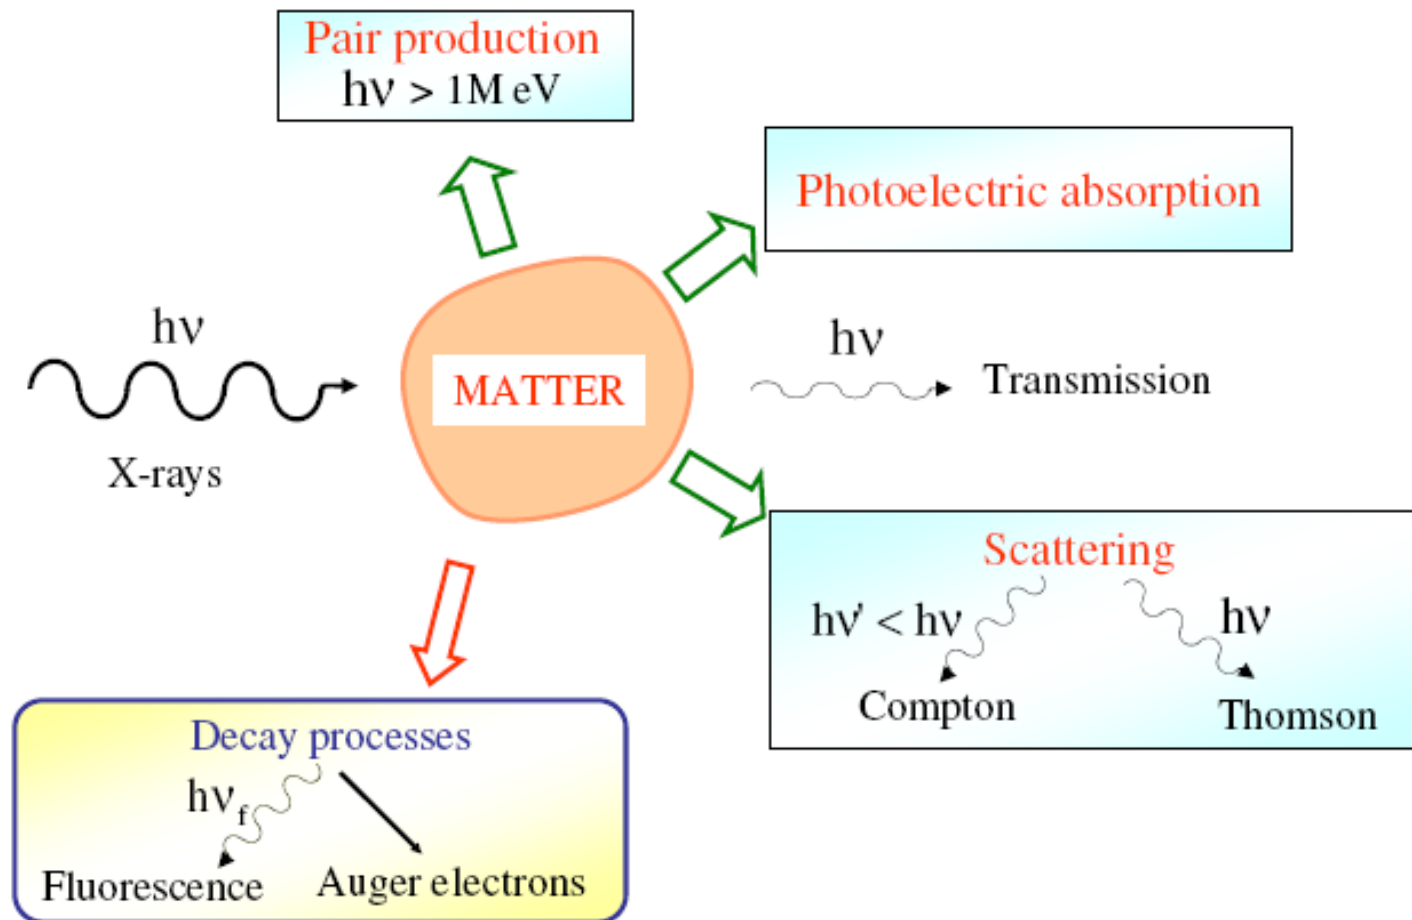 Pair production
hν > 1M eV
Photoelectric absorption
hν
hν
MATTER
Transmission
X-rays
Scattering
hν' < hν
hν
Compton
Thomson
Decay processes
hνf
Fluorescence
Auger electrons